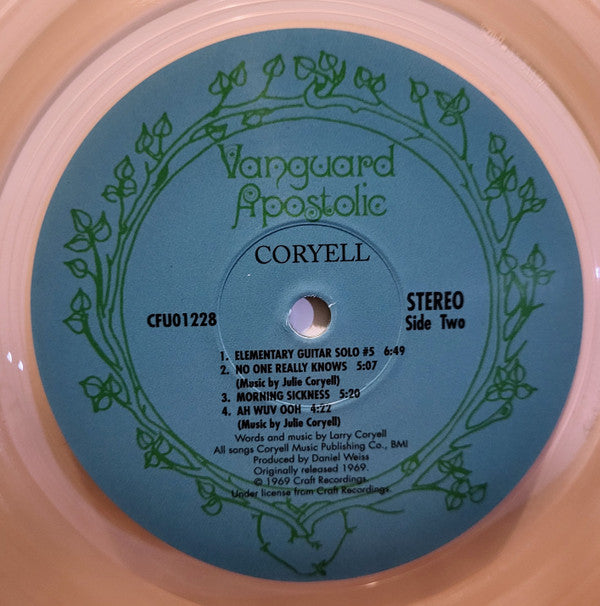 Vanguard
Apostolic
CORYELL
CFU01228
STEREO
Side Two
1. ELEMENTARY GUITAR SOLO #5 6:49
2. NO ONE REALLY KNOWS 5:07
(Music by Julie Coryell)
3. MORNING SICKNESS 5:20
4. AH WUV OOH 4:22
(Music by Julie Coryell)
Words and music by Larry Coryell
All songs Coryell Music Publishing Co., BMI
Produced by Daniel Weiss
Originally released 1969.
© 1969 Craft Recordings.
Under license from Craft Recordings.